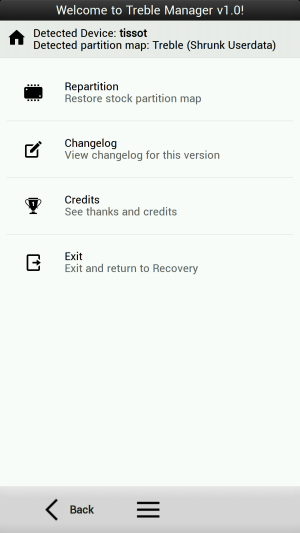 Welcome to Treble Manager v1.0!
Detected Device: tissot
Detected partition map: Treble (Shrunk Userdata)
Repartition
Restore stock partition map
Changelog
View changelog for this version
Credits
See thanks and credits
Exit
Exit and return to Recovery
Back